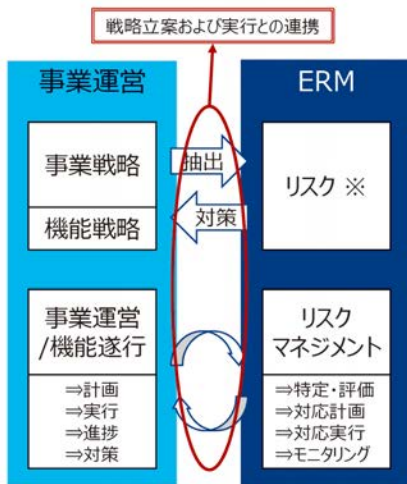 戦略立案および実行との連携
事業運営
ERM
事業戦略
機能戦略
抽出
対策
リスク ※
事業運営
/機能遂行
⇒計画
⇒実行
⇒進捗
⇒対策
リスク
マネジメント
⇒特定・評価
⇒対応計画
⇒対応実行
⇒モニタリング